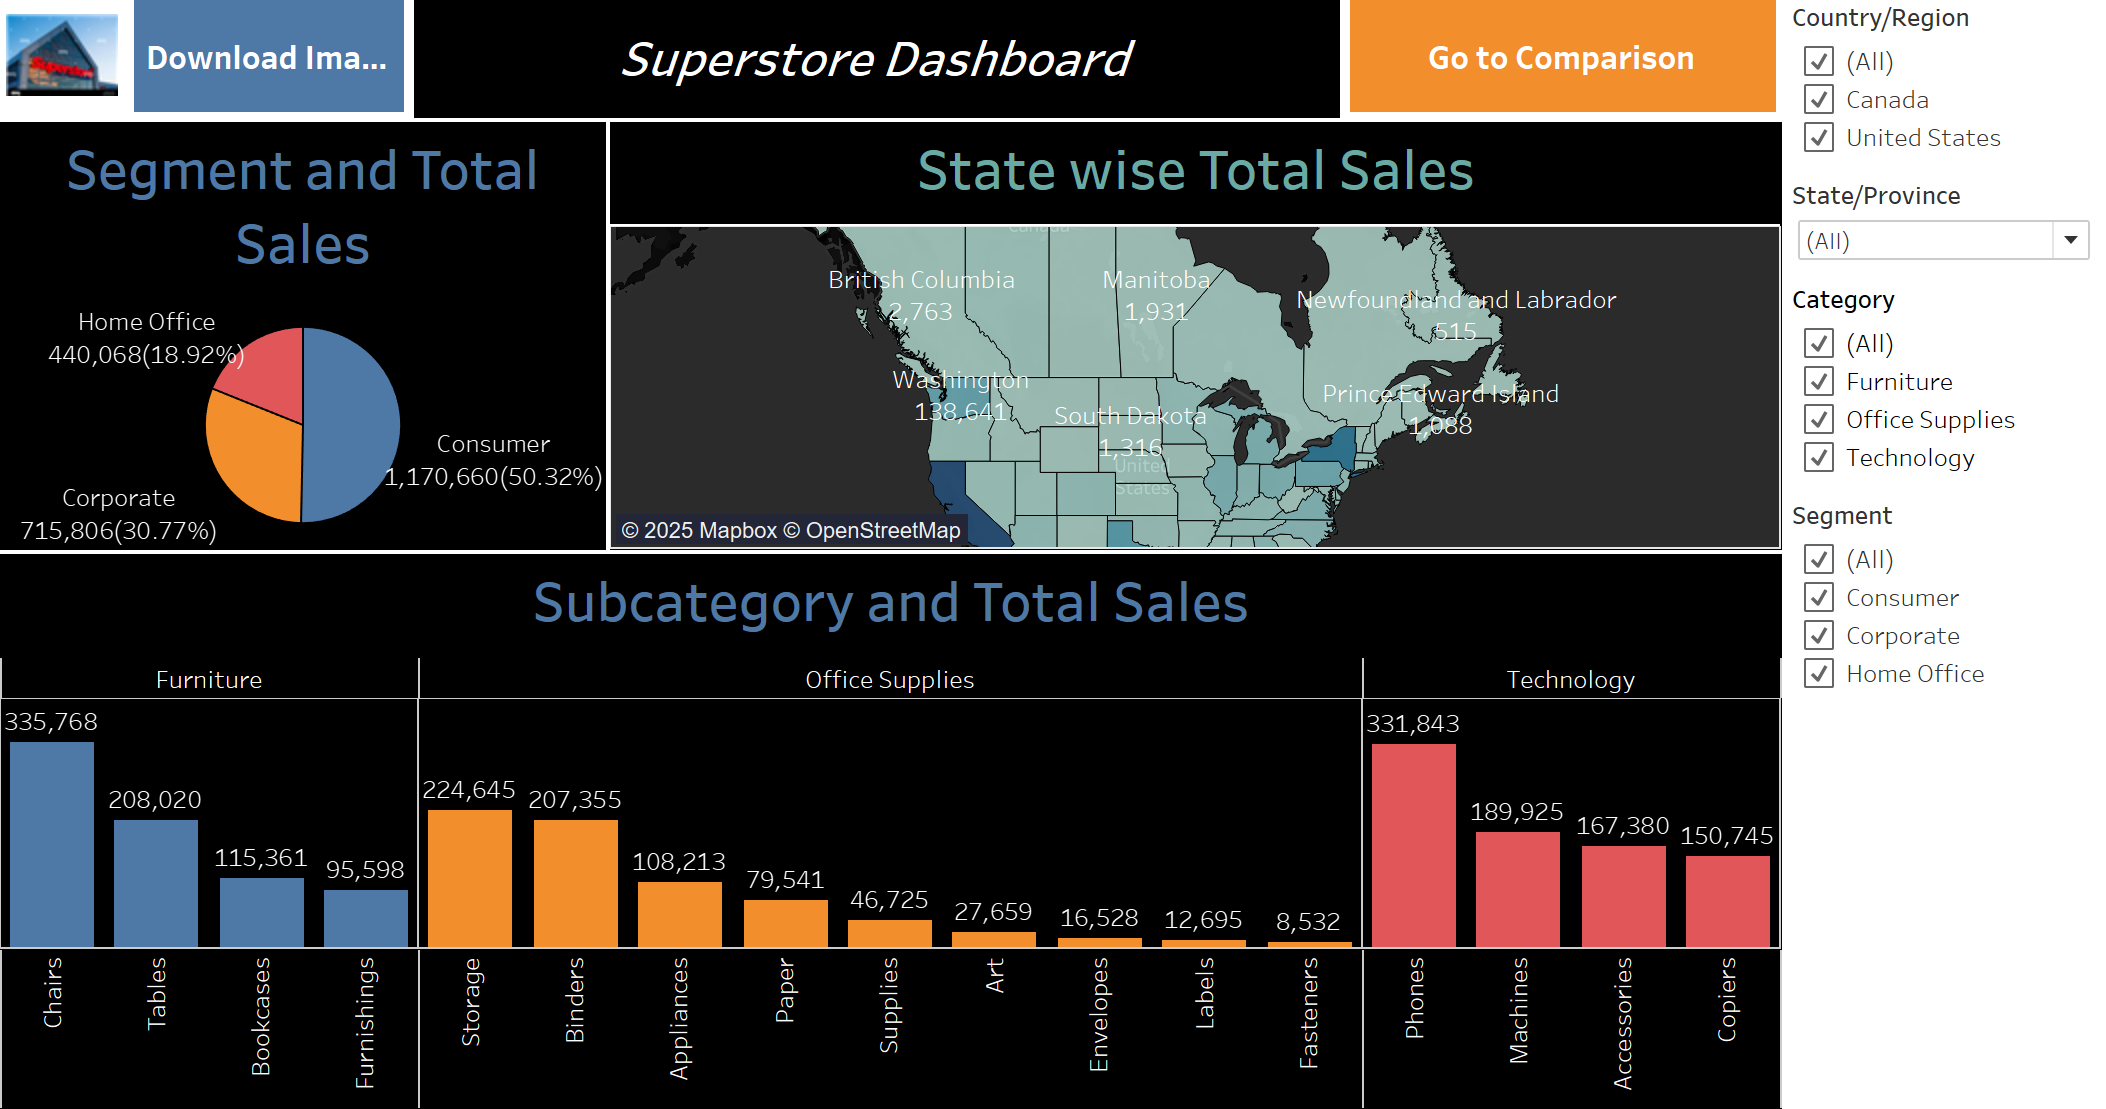 Superstore
Download Ima...
Superstore Dashboard
Go to Comparison
Segment and Total
Sales
Home Office
440,068(18.92%)
Consumer
1,170,660(50.32%)
Corporate
715,806(30.77%)
State wise Total Sales
Canada
British Columbia
2,763
Manitoba
1,931
Newfoundland and Labrador
515
Washington
138,641
South Dakota
1,316
Prince Edward Island
1,088
United
States
© 2025 Mapbox © OpenStreetMap
Subcategory and Total Sales
Furniture
Office Supplies
Technology
335,768
208,020
115,361
95,598
224,645
207,355
108,213
79,541
46,725
27,659
16,528
12,695
8,532
331,843
189,925
167,380
150,745
Chairs
Tables
Bookcases
Furnishings
Storage
Binders
Appliances
Paper
Supplies
Art
Envelopes
Labels
Fasteners
Phones
Machines
Accessories
Copiers
Country/Region
(All)
Canada
United States
State/Province
(All)
Category
(All)
Furniture
Office Supplies
Technology
Segment
(All)
Consumer
Corporate
Home Office